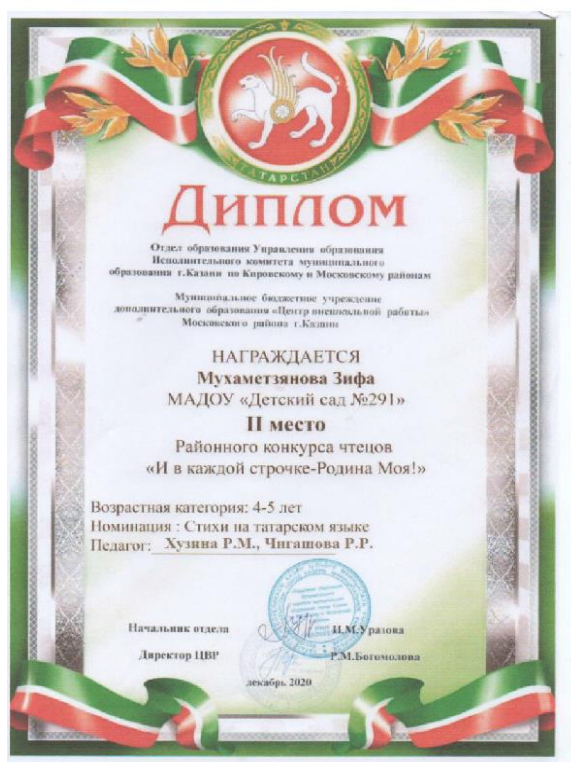 ТАТАРСТАН
ДИПЛОМ
Отдел образования Управления образования
Исполнительного комитета муниципального
образования г.Казани по Кировскому и Московскому районам
Муниципальное бюджетное учреждение
дополнительного образования «Центр внешкольной работы»
Московского района г.Казани
НАГРАЖДАЕТСЯ
Мухаметзянова Зифа
МАДОУ «Детский сад №291»
II место
Районного конкурса чтецов
«И в каждой строчке-Родина Моя!»
Возрастная категория: 4-5 лет
Номинация : Стихи на татарском языке
Педагог: Хузина Р.М., Чигашова Р.Р.
Начальник отдела И.М.Уразова
Директор ЦВР Р.М.Богомолова
декабрь 2020